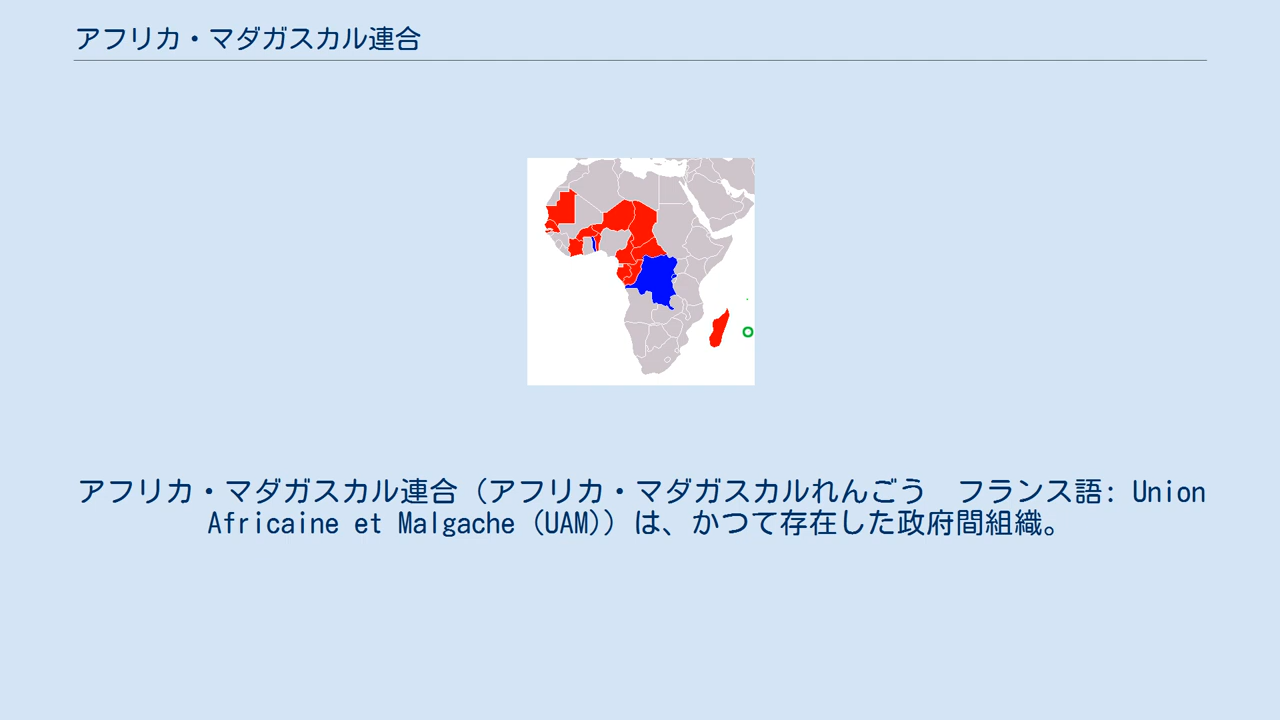 アフリカ・マダガスカル連合
アフリカ・マダガスカル連合（アフリカ・マダガスカルれんごう　フランス語: Union
Africaine et Malgache (UAM)）は、かつて存在した政府間組織。